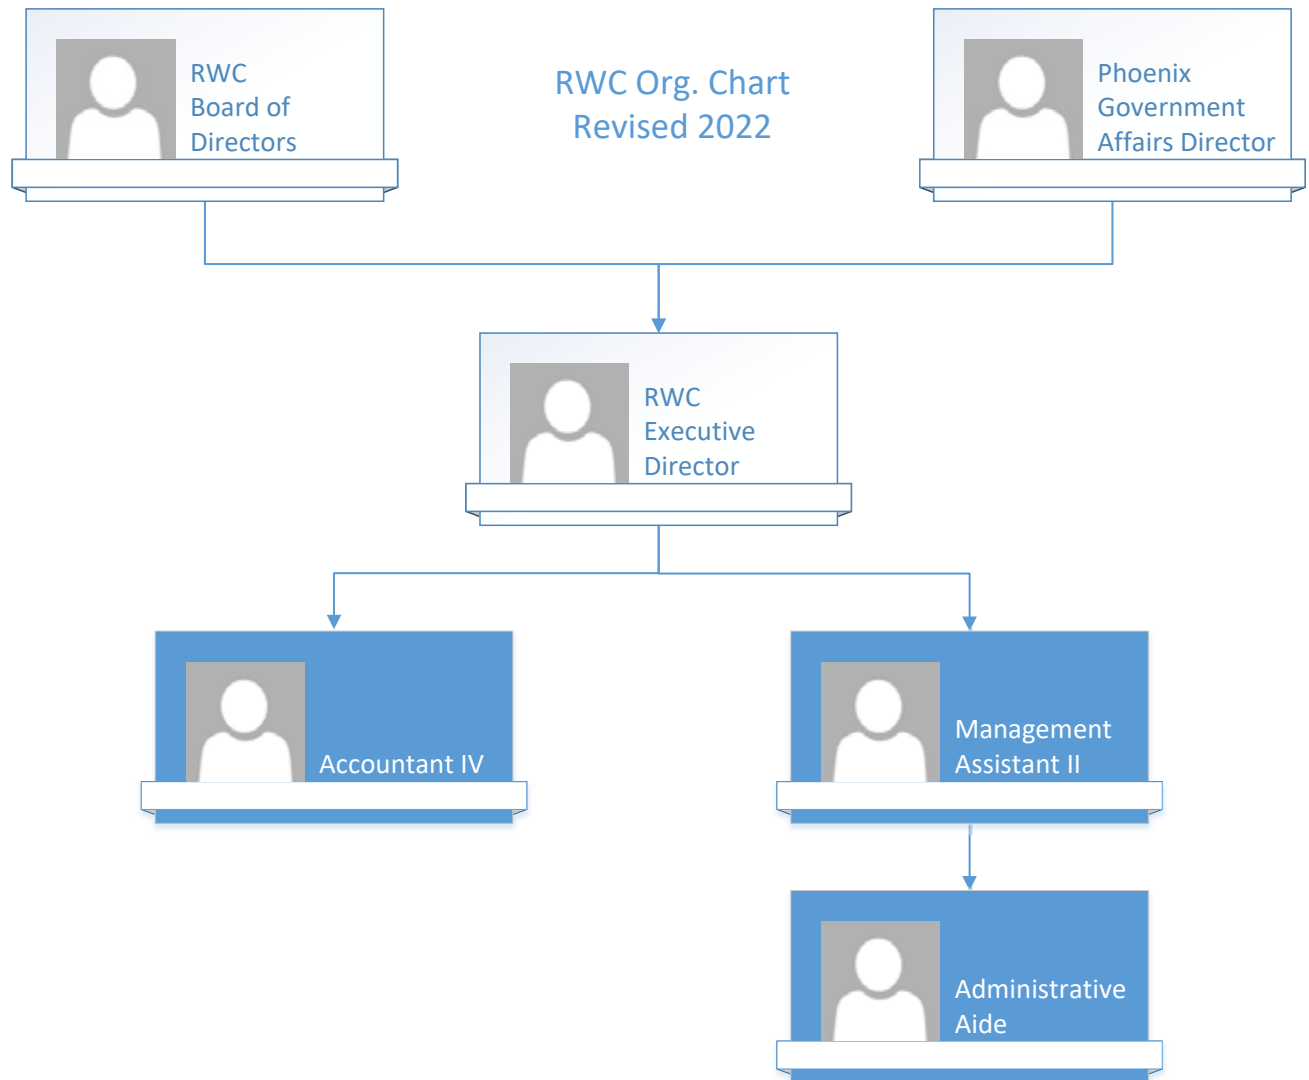 RWC
Board of
Directors
RWC Org. Chart
Revised 2022
Phoenix
Government
Affairs Director
RWC
Executive
Director
Accountant IV
Management
Assistant II
Administrative
Aide